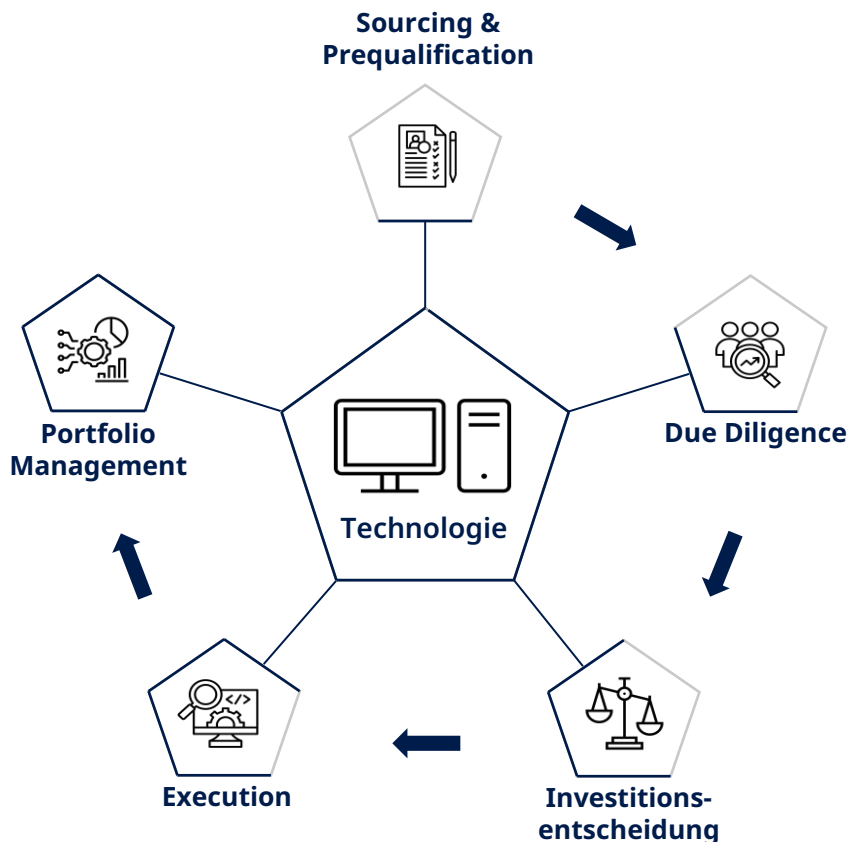 Sourcing &
Prequalification
Due Diligence
Portfolio
Management
Technologie
</>
Execution
Investitions-
entscheidung